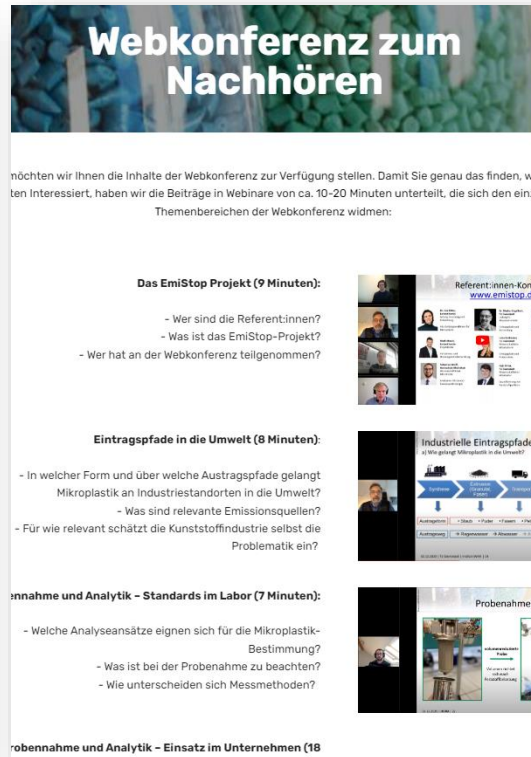 Webkonferenz zum
Nachhören
möchten wir Ihnen die Inhalte der Webkonferenz zur Verfügung stellen. Damit Sie genau das finden, w
ten Interessiert, haben wir die Beiträge in Webinare von ca. 10-20 Minuten unterteilt, die sich den ein
Themenbereichen der Webkonferenz widmen:
Das EmiStop Projekt (9 Minuten):
- Wer sind die Referent:innen?
- Was ist das EmiStop-Projekt?
- Wer hat an der Webkonferenz teilgenommen?
Referent:innen-Kon
www.emistop.d
Eintragspfade in die Umwelt (8 Minuten):
- In welcher Form und über welche Austragspfade gelangt
Mikroplastik an Industriestandorten in die Umwelt?
- Was sind relevante Emissionsquellen?
- Für wie relevant schätzt die Kunststoffindustrie selbst die
Problematik ein?
Industrielle Eintragspfade
a) Wie gelangt Mikroplastik in die Umwelt?
ennahme und Analytik – Standards im Labor (7 Minuten):
- Welche Analyseansätze eignen sich für die Mikroplastik-
Bestimmung?
- Was ist bei der Probenahme zu beachten?
- Wie unterscheiden sich Messmethoden?
Probenahme
robennahme und Analytik – Einsatz im Unternehmen (18